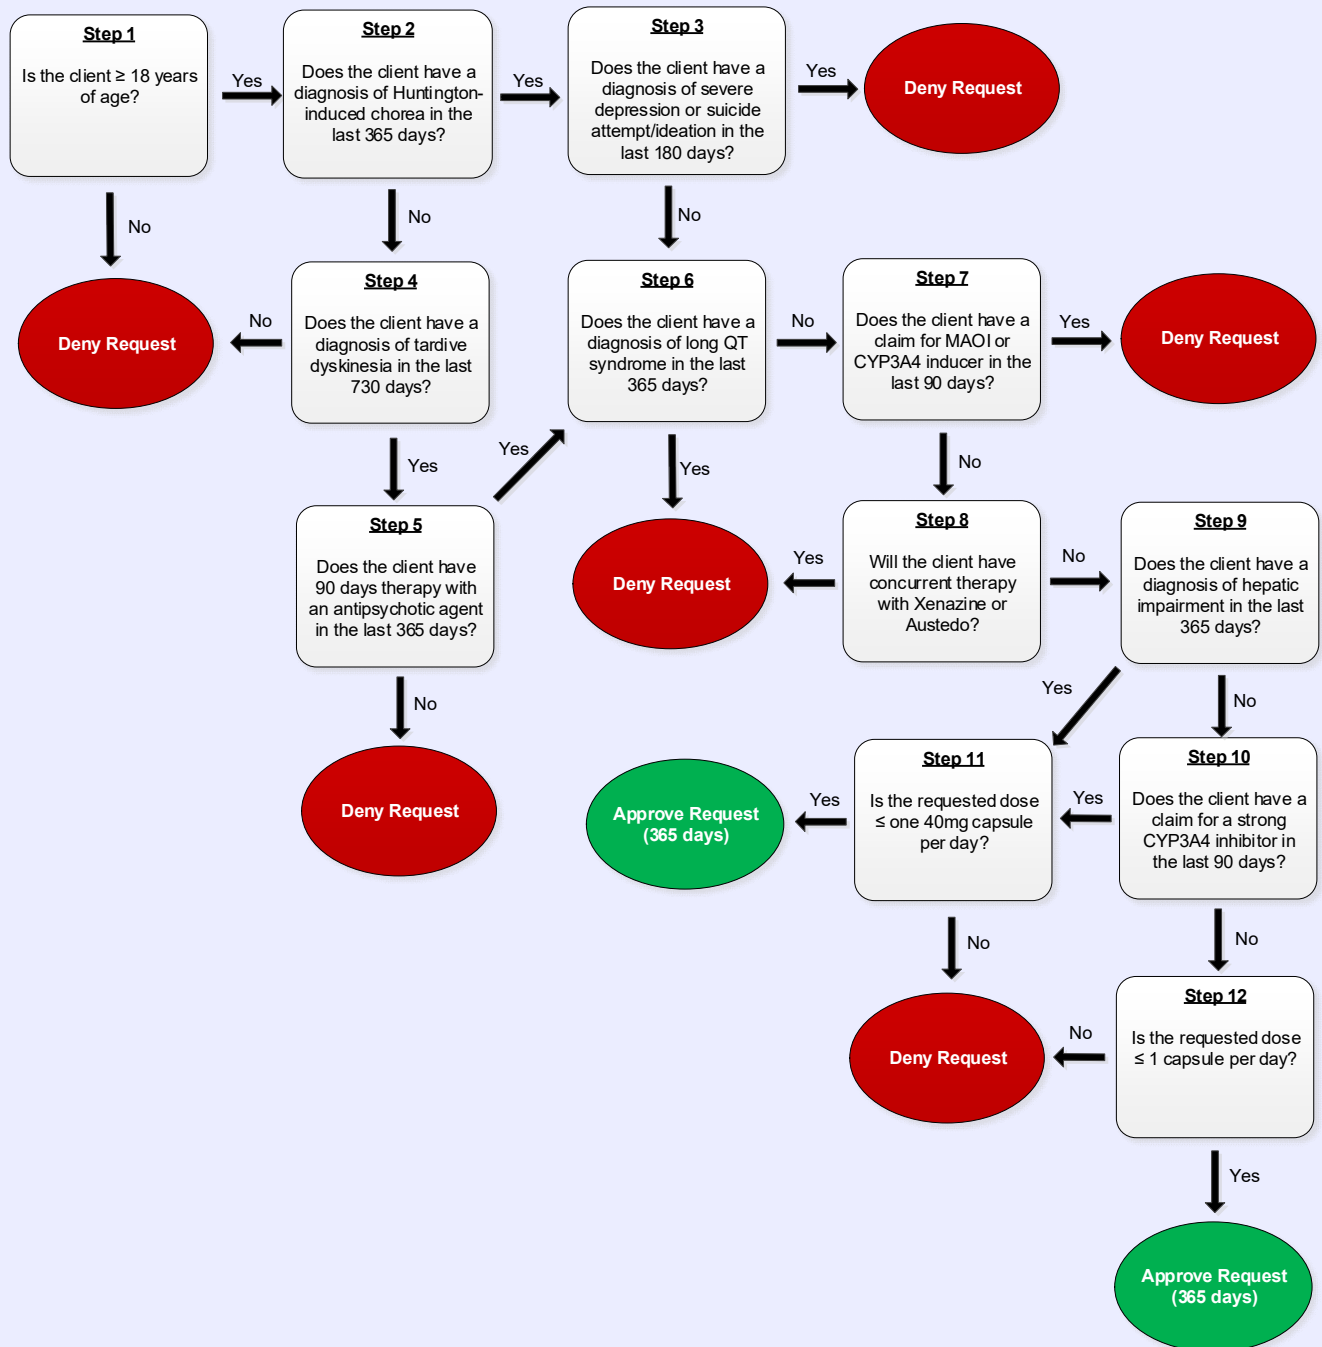 Step 1
Is the client ≥ 18 years
of age?
Yes
Step 2
Does the client have a
diagnosis of Huntington-
induced chorea in the
last 365 days?
Yes
Step 3
Does the client have a
diagnosis of severe
depression or suicide
attempt/ideation in the
last 180 days?
Yes
Deny Request
No
No
No
Deny Request
No
Step 4
Does the client have a
diagnosis of tardive
dyskinesia in the last
730 days?
Step 6
Does the client have a
diagnosis of long QT
syndrome in the last
365 days?
No
Step 7
Does the client have a
claim for MAOI or
CYP3A4 inducer in
the last 90 days?
Yes
Deny Request
Yes
Yes
Yes
No
Step 5
Does the client have
90 days therapy with
an antipsychotic agent
in the last 365 days?
Deny Request
Yes
Step 8
Will the client have
concurrent therapy
with Xenazine or
Austedo?
No
Step 9
Does the client have a
diagnosis of hepatic
impairment in the last
365 days?
No
Yes
No
Deny Request
Approve Request
(365 days)
Yes
Step 11
Is the requested dose
≤ one 40mg capsule
per day?
Yes
Step 10
Does the client have a
claim for a strong
CYP3A4 inhibitor in
the last 90 days?
No
No
Deny Request
No
Step 12
Is the requested dose
≤ 1 capsule per day?
Yes
Approve Request
(365 days)